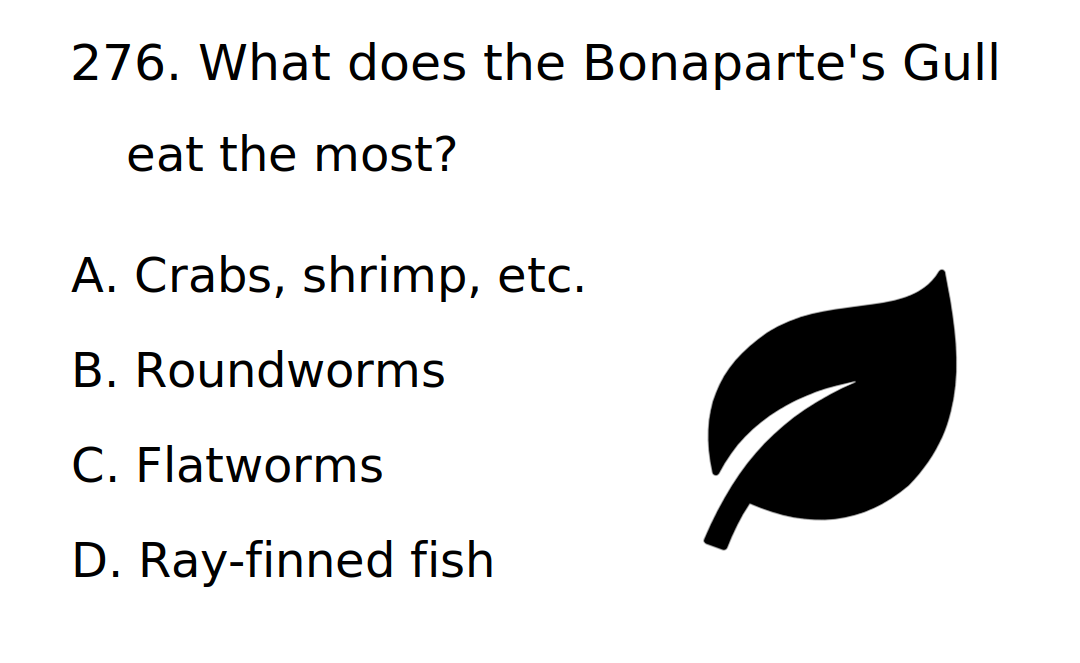 276. What does the Bonaparte's Gull
eat the most?
A. Crabs, shrimp, etc.
B. Roundworms
C. Flatworms
D. Ray-finned fish